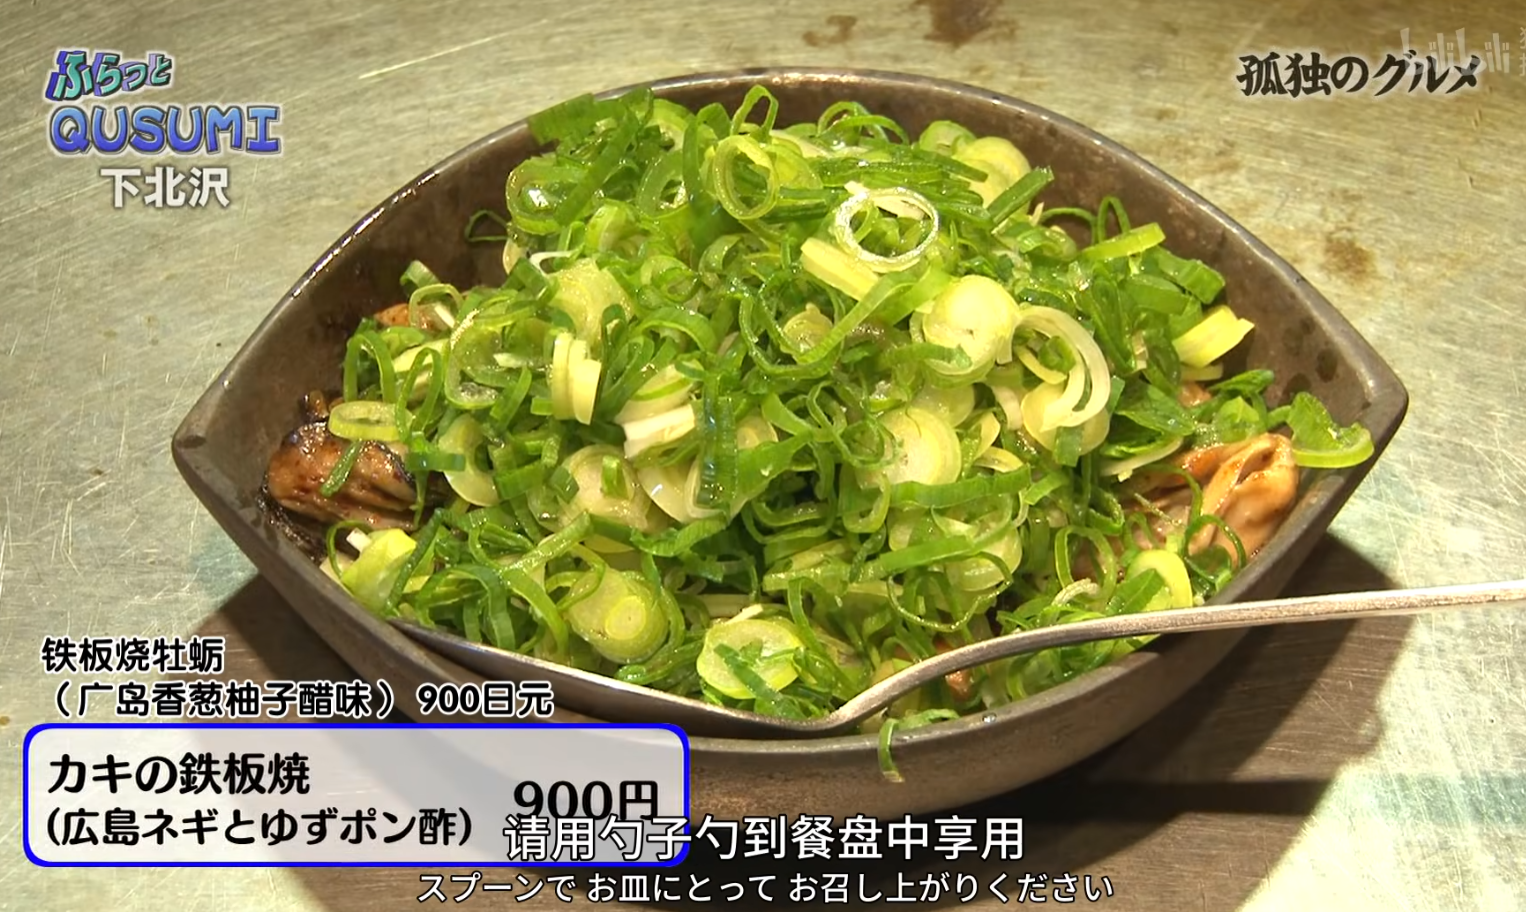 ふらっと
QUSUMI
下北沢
孤独のグルメ
铁板烧牡蛎
（广岛香葱柚子醋味）900日元
カキの鉄板焼
(広島ネギとゆずポン酢) 900円
请用勺子勺到餐盘中享用
スプーンで お皿にとって お召し上がりください